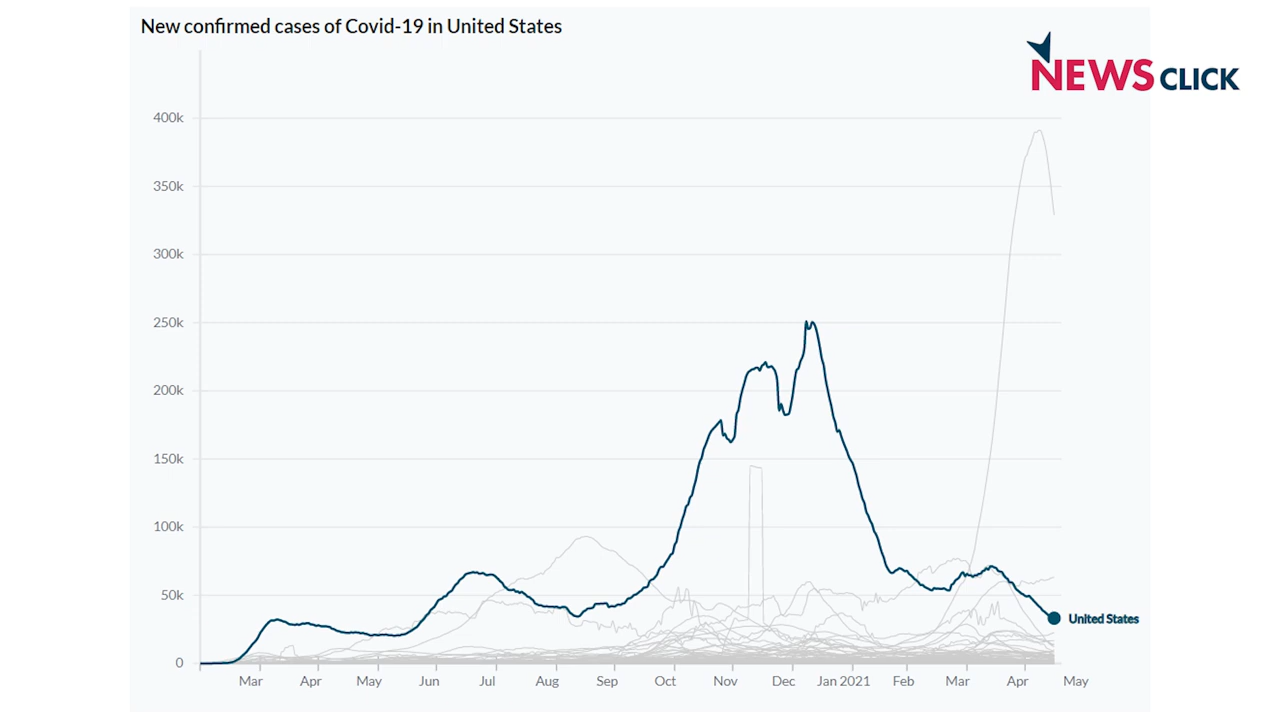 New confirmed cases of Covid-19 in United States
NEWS CLICK
400k
350k
300k
250k
200k
150k
100k
50k
0
United States
Mar Apr May Jun Jul Aug Sep Oct Nov Dec Jan 2021 Feb Mar Apr May